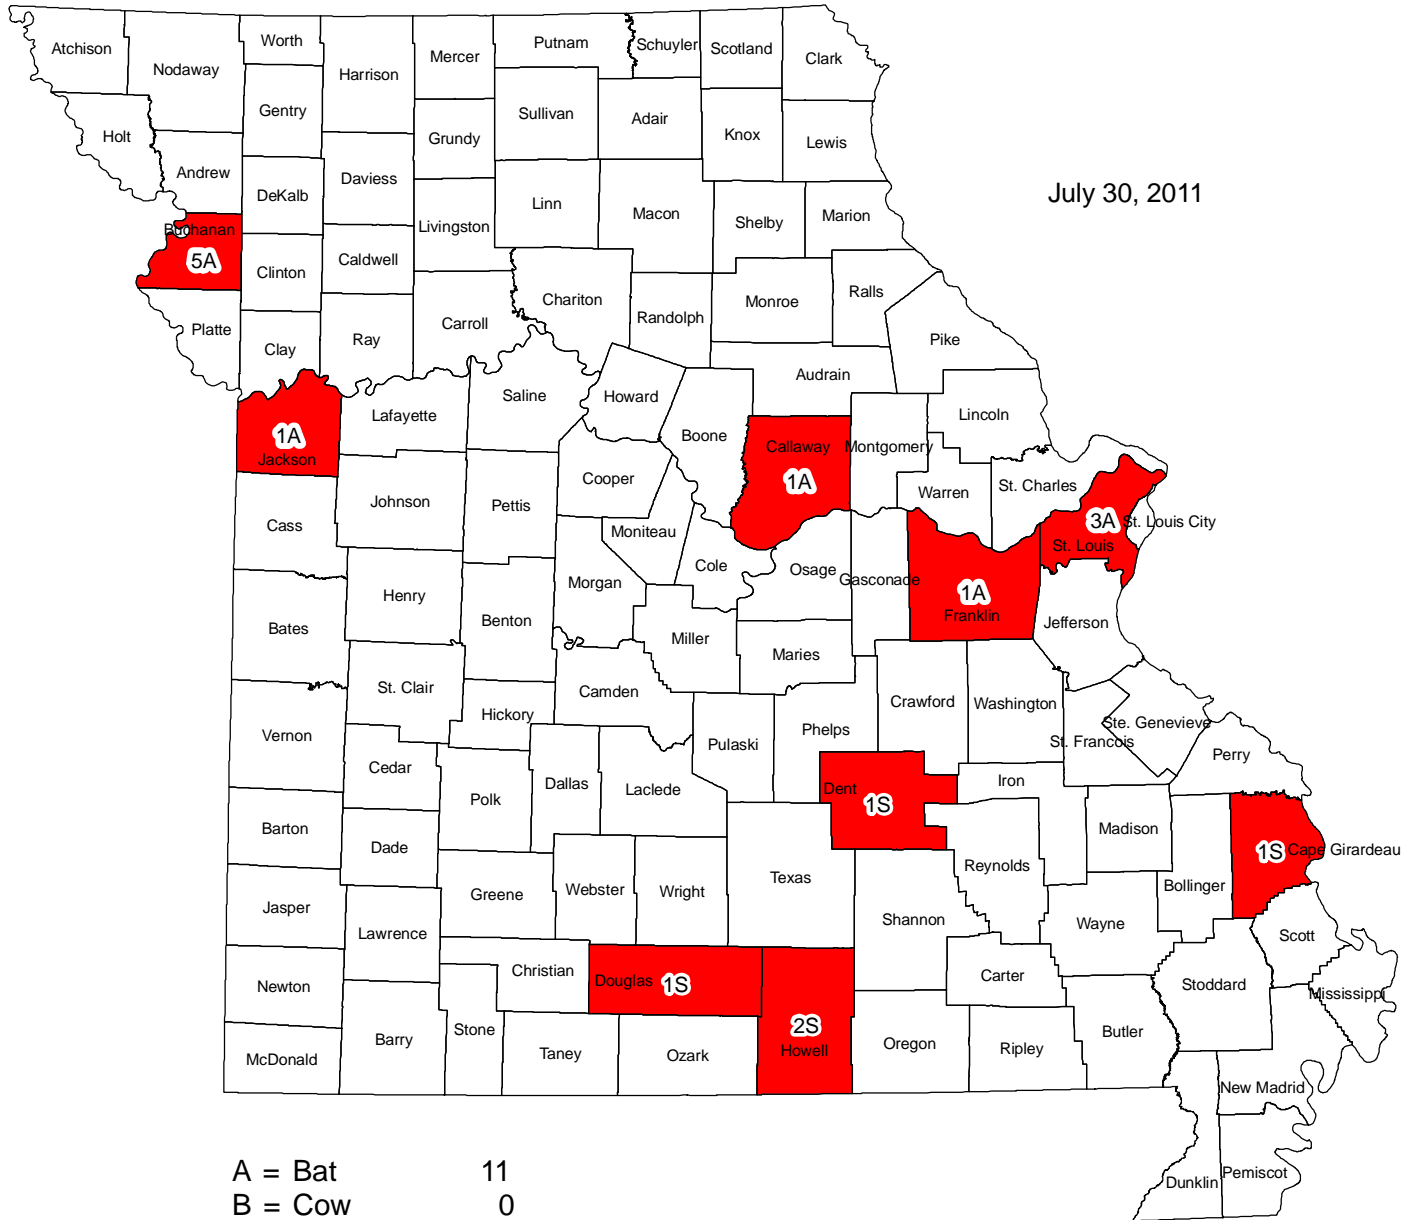 Atchison
Nodaway
Worth
Harrison
Mercer
Putnam
Schuyler
Scotland
Clark
Gentry
Sullivan
Adair
Knox
Lewis
Holt
Grundy
Andrew
DeKalb
Daviess
Linn
Macon
Shelby
Marion
July 30, 2011
Livingston
Buchanan
5A
Clinton
Caldwell
Chariton
Randolph
Monroe
Ralls
Platte
Clay
Ray
Carroll
Pike
Audrain
Saline
Howard
Lafayette
Lincoln
1A
Jackson
Boone
Callaway
1A
Montgomery
Cooper
Warren
St. Charles
Johnson
Pettis
Cass
Moniteau
3A
St. Louis City
St. Louis
Cole
Osage
Gasconade
Morgan
Henry
1A
Franklin
Benton
Bates
Miller
Jefferson
Maries
St. Clair
Camden
Crawford
Washington
Hickory
Ste. Genevieve
Vernon
Pulaski
Phelps
St. Francois
Perry
Cedar
Dallas
Laclede
Dent
1S
Iron
Polk
Barton
Madison
Dade
1S
Cape Girardeau
Reynolds
Texas
Greene
Webster
Wright
Bollinger
Jasper
Shannon
Lawrence
Wayne
Scott
Christian
Douglas
1S
Carter
Newton
Stoddard
Mississippi
2S
Howell
Stone
Barry
Taney
Ozark
Oregon
Ripley
Butler
McDonald
New Madrid
Pemiscot
Dunklin
A = Bat 11
B = Cow 0